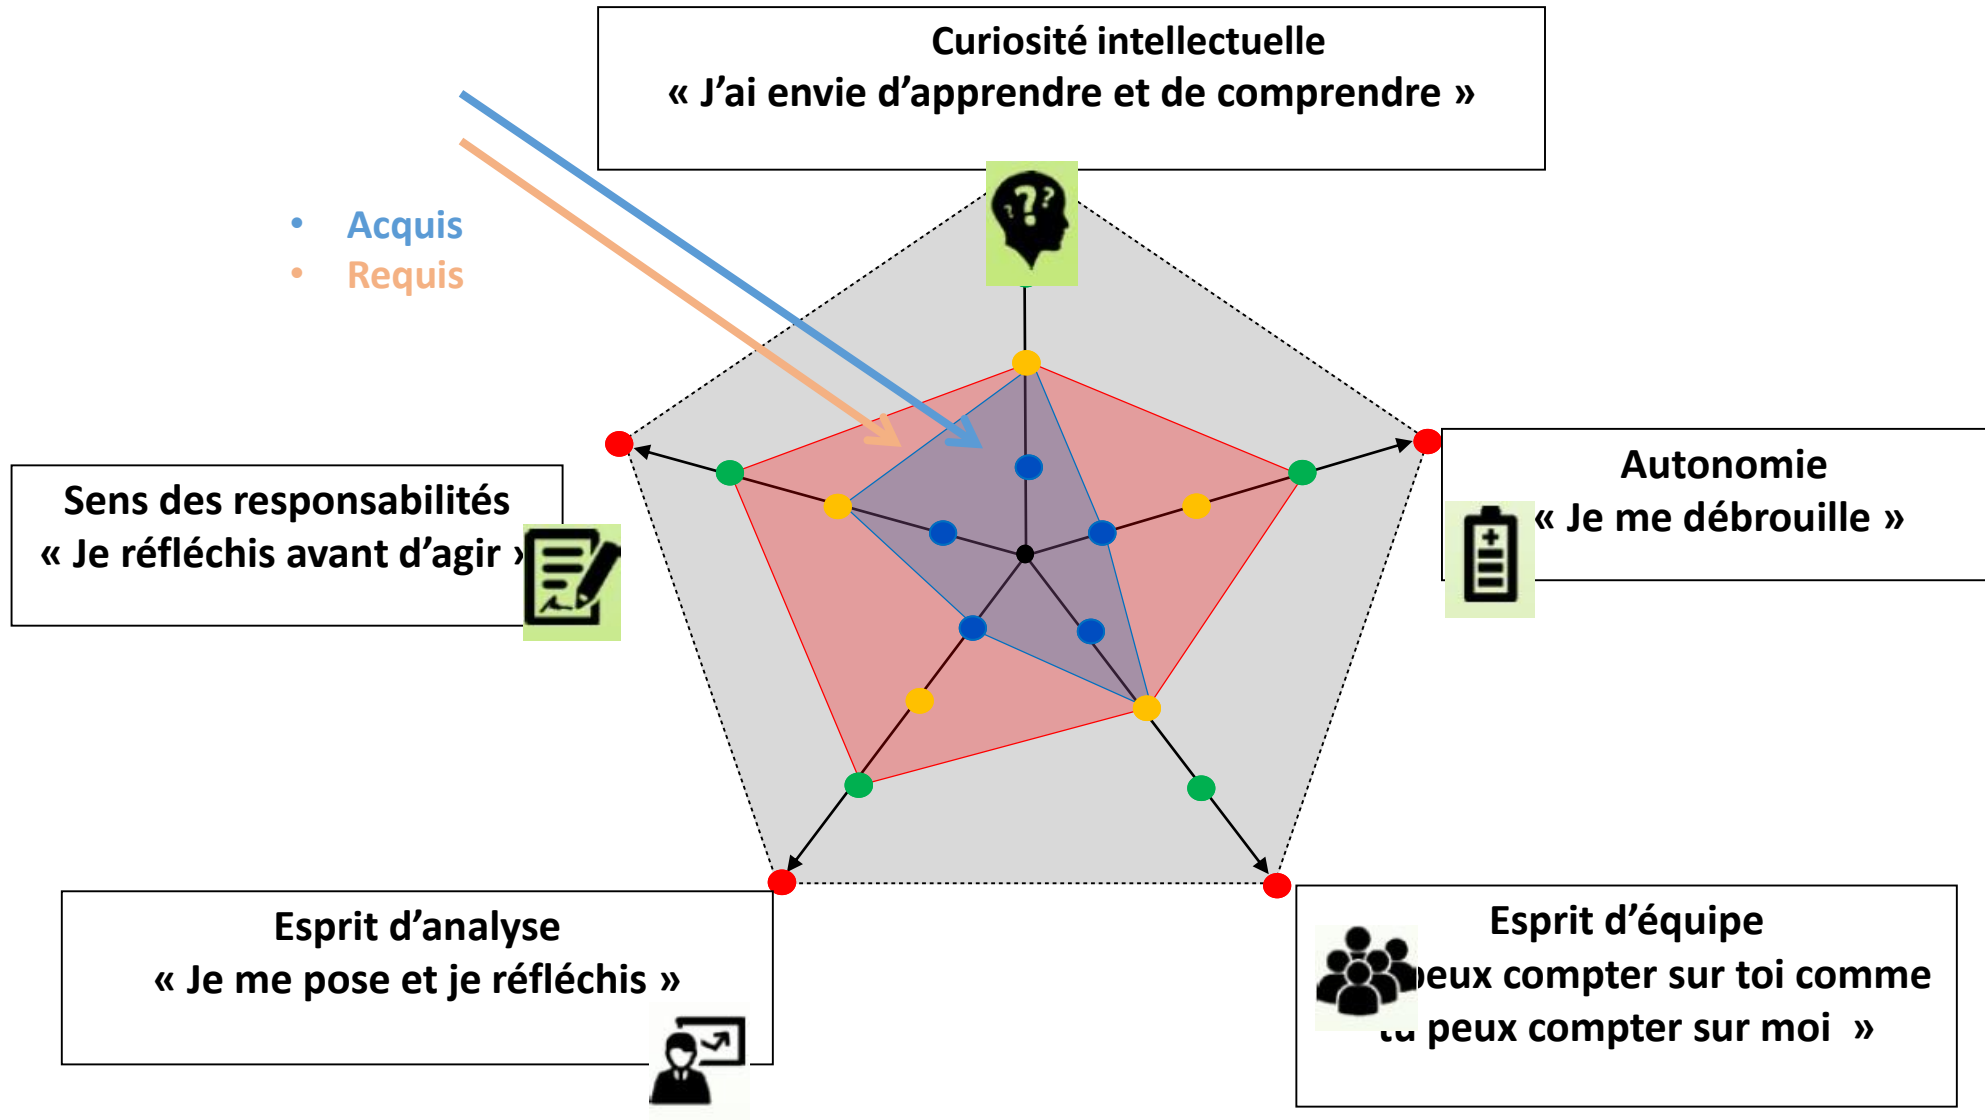 Curiosité intellectuelle
« J'ai envie d'apprendre et de comprendre »
• Acquis
• Requis
Sens des responsabilités
« Je réfléchis avant d'agir »
Autonomie
« Je me débrouille »
Esprit d'analyse
« Je me pose et je réfléchis »
Esprit d'équipe
peux compter sur toi comme
tu peux compter sur moi »